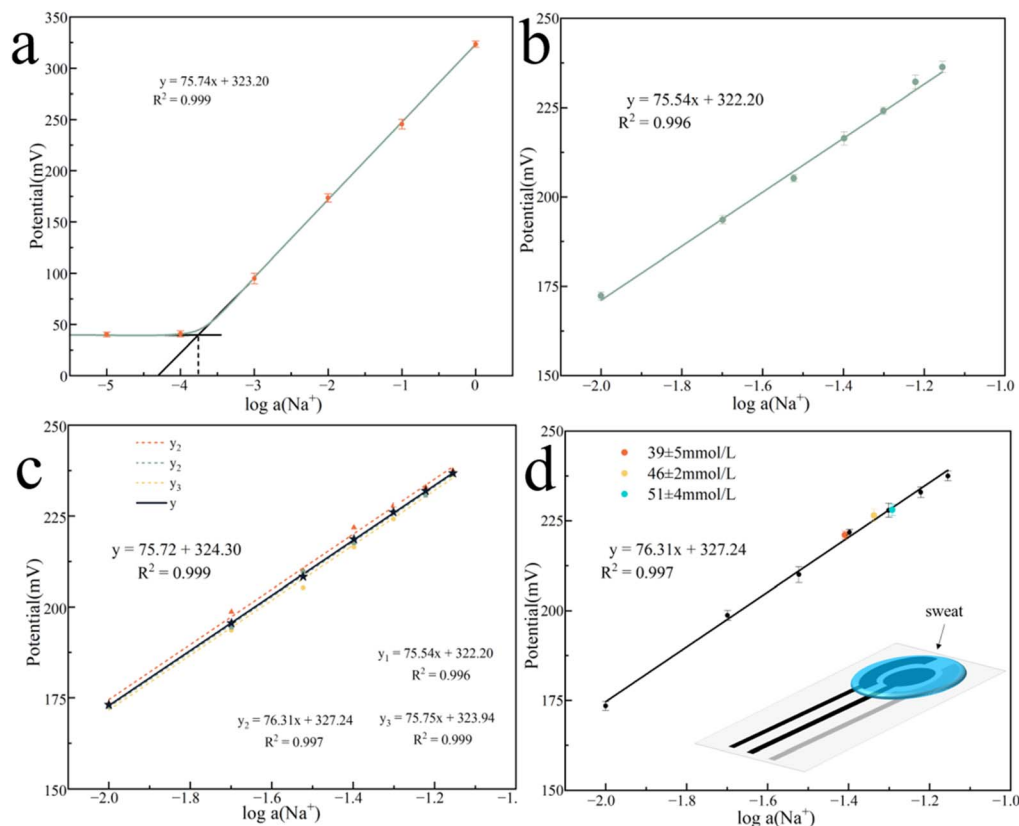 a
y = 75.74x + 323.20
R² = 0.999
Potential(mV)
350
300
250
200
175
100
50
0
−5
−4
−3
−2
−1
0
log a(Na⁺)
b
y = 75.54x + 322.20
R² = 0.996
Potential(mV)
250
225
200
175
150
−2.0
−1.8
−1.6
−1.4
−1.2
−1.0
log a(Na⁺)
c
y₂
y₂
y₃
y
y = 75.72 + 324.30
R² = 0.999
y₁ = 75.54x + 322.20
R² = 0.996
y₂ = 76.31x + 327.24
R² = 0.997
y₃ = 75.75x + 323.94
R² = 0.999
Potential(mV)
250
225
200
175
150
−2.0
−1.8
−1.6
−1.4
−1.2
−1.
log a(Na⁺)
d
39±5mmol/L
46±2mmol/L
51±4mmol/L
y = 76.31x + 327.24
R² = 0.997
sweat
Potential(mV)
250
225
200
175
150
−2.0
−1.8
−1.6
−1.4
−1.2
−1.0
log a(Na⁺)